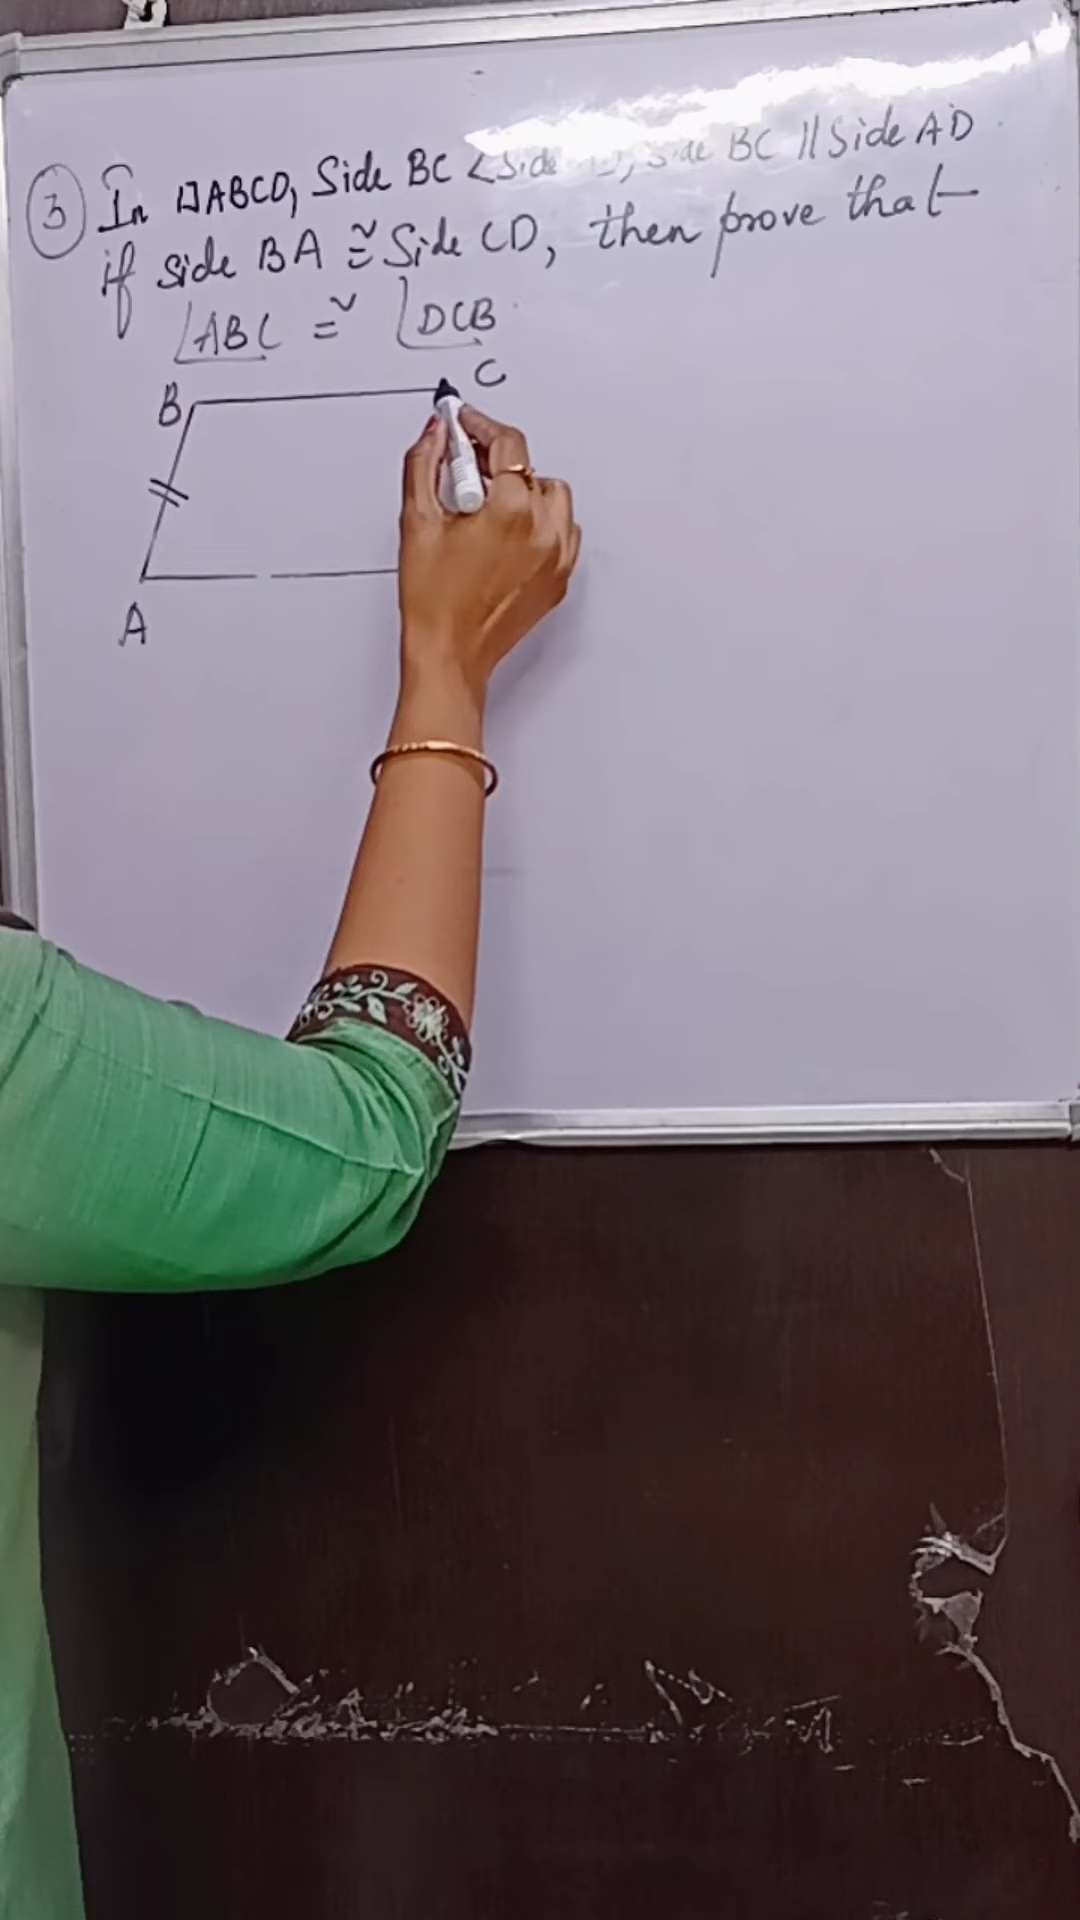 3 In □ABCD, Side BC < Side BC || Side AD
if side BA ≅ Side CD, then prove that
∠ABC ≅ ∠DCB
B
C
A